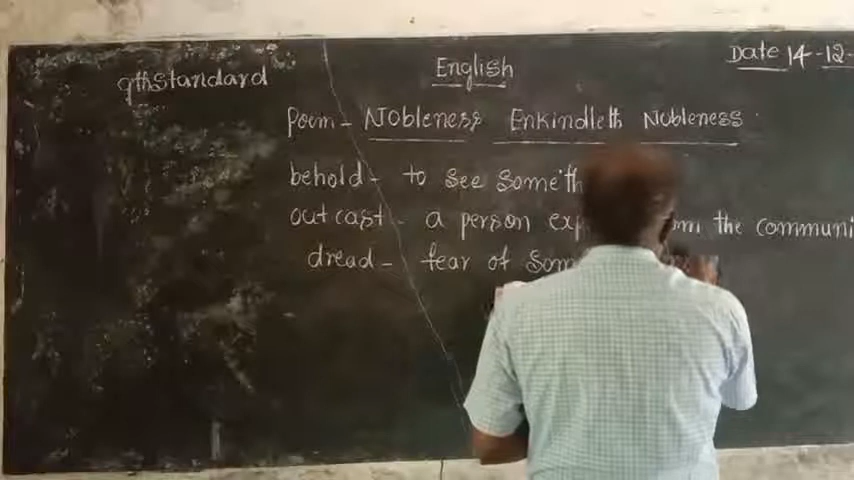 9thstandard
English
Date 14-12-
Poem - Nobleness Enkindleth Nobleness
behold - to see someth
outcast - a person exp om the communi
dread - fear of som